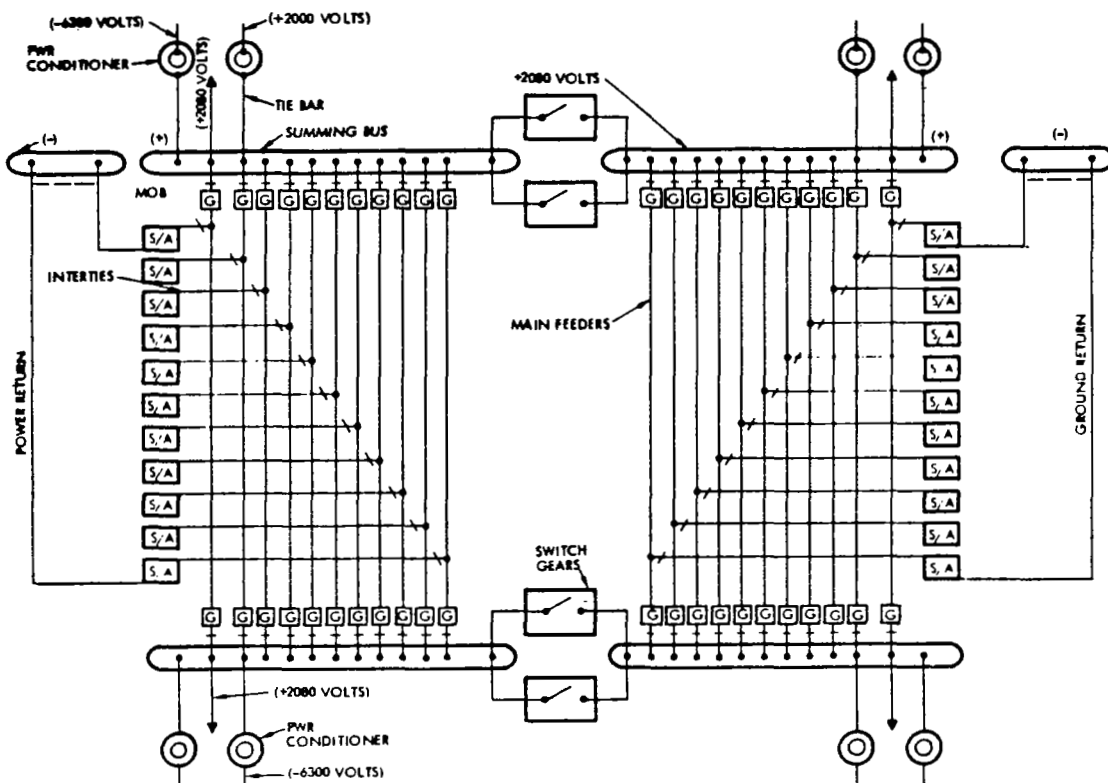 (-6300 VOLTS)
(+2000 VOLTS)
PWR
CONDITIONER
(+2080 VOLTS)
+2080 VOLTS
TIE BAR
SUMMING BUS
(-)
(+)
(+)
(-)
MOB
G G G G G G G G G G G
G G G G G G G G G G G
S/A
S/A
S/A
S/A
S/A
S/A
S/A
S/A
S/A
S/A
S/A
INTERTIES
MAIN FEEDERS
POWER RETURN
GROUND RETURN
S/A
S/A
S/A
S/A
S/A
S/A
S/A
S/A
S/A
S/A
S/A
SWITCH
GEARS
G G G G G G G G G G G
G G G G G G G G G G G
(+2080 VOLTS)
PWR
CONDITIONER
(-6300 VOLTS)